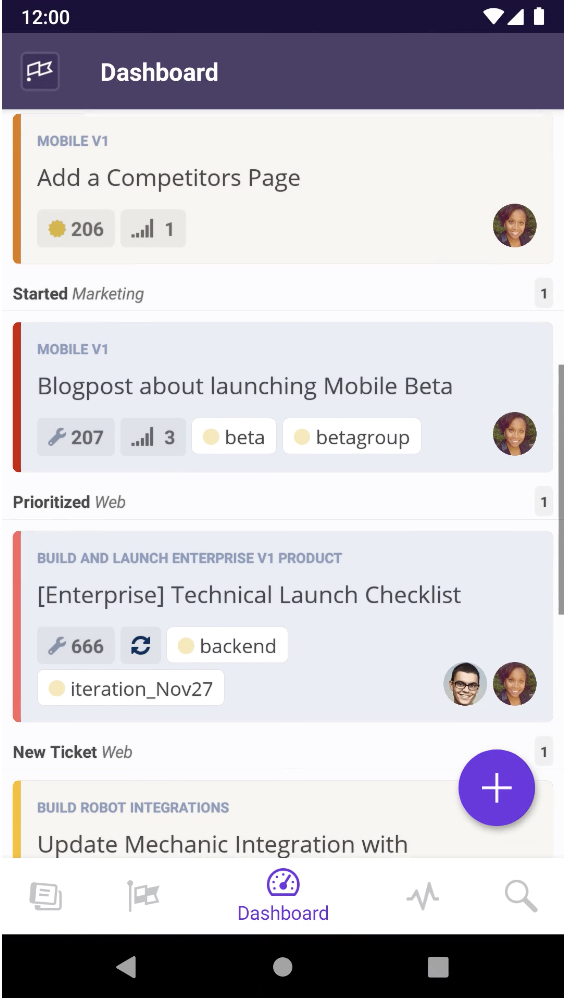 12:00
Dashboard
MOBILE V1
Add a Competitors Page
206 1
Started Marketing 1
MOBILE V1
Blogpost about launching Mobile Beta
207 3 beta betagroup
Prioritized Web 1
BUILD AND LAUNCH ENTERPRISE V1 PRODUCT
[Enterprise] Technical Launch Checklist
666 backend
iteration_Nov27
New Ticket Web 1
BUILD ROBOT INTEGRATIONS
Update Mechanic Integration with
Dashboard